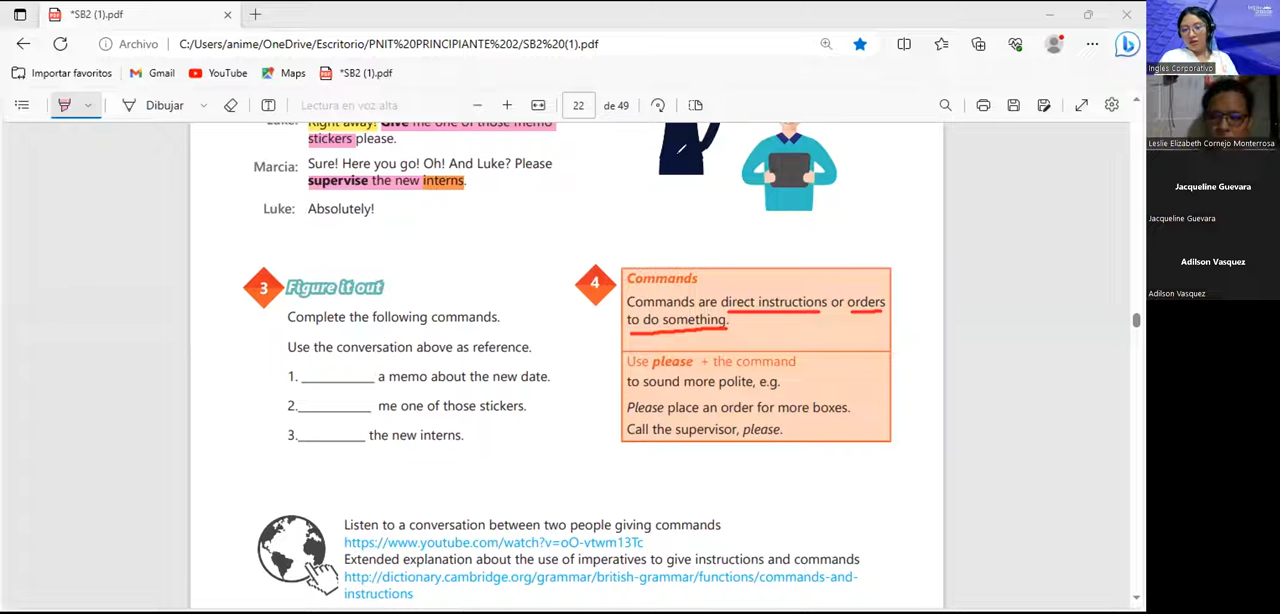 *SB2 (1).pdf
Archivo
C:/Users/anime/OneDrive/Escritorio/PNIT%20PRINCIPIANTE%202/SB2%20(1).pdf
Importar favoritos
Gmail
YouTube
Maps
*SB2 (1).pdf
Dibujar
Lectura en voz alta
22
de 49
Right away! Give me one of those memo
stickers please.
Marcia: Sure! Here you go! Oh! And Luke? Please
supervise the new interns.
Luke: Absolutely!
3 Figure it out
Complete the following commands.
Use the conversation above as reference.
1. __________ a memo about the new date.
2.__________ me one of those stickers.
3.__________ the new interns.
4
Commands
Commands are direct instructions or orders
to do something.
Use please + the command
to sound more polite, e.g.
Please place an order for more boxes.
Call the supervisor, please.
Listen to a conversation between two people giving commands
https://www.youtube.com/watch?v=oO-vtwm13Tc
Extended explanation about the use of imperatives to give instructions and commands
http://dictionary.cambridge.org/grammar/british-grammar/functions/commands-and-
instructions
Ingles Corporativo
Leslie Elizabeth Cornejo Monterrosa
Jacqueline Guevara
Jacqueline Guevara
Adilson Vasquez
Adilson Vasquez